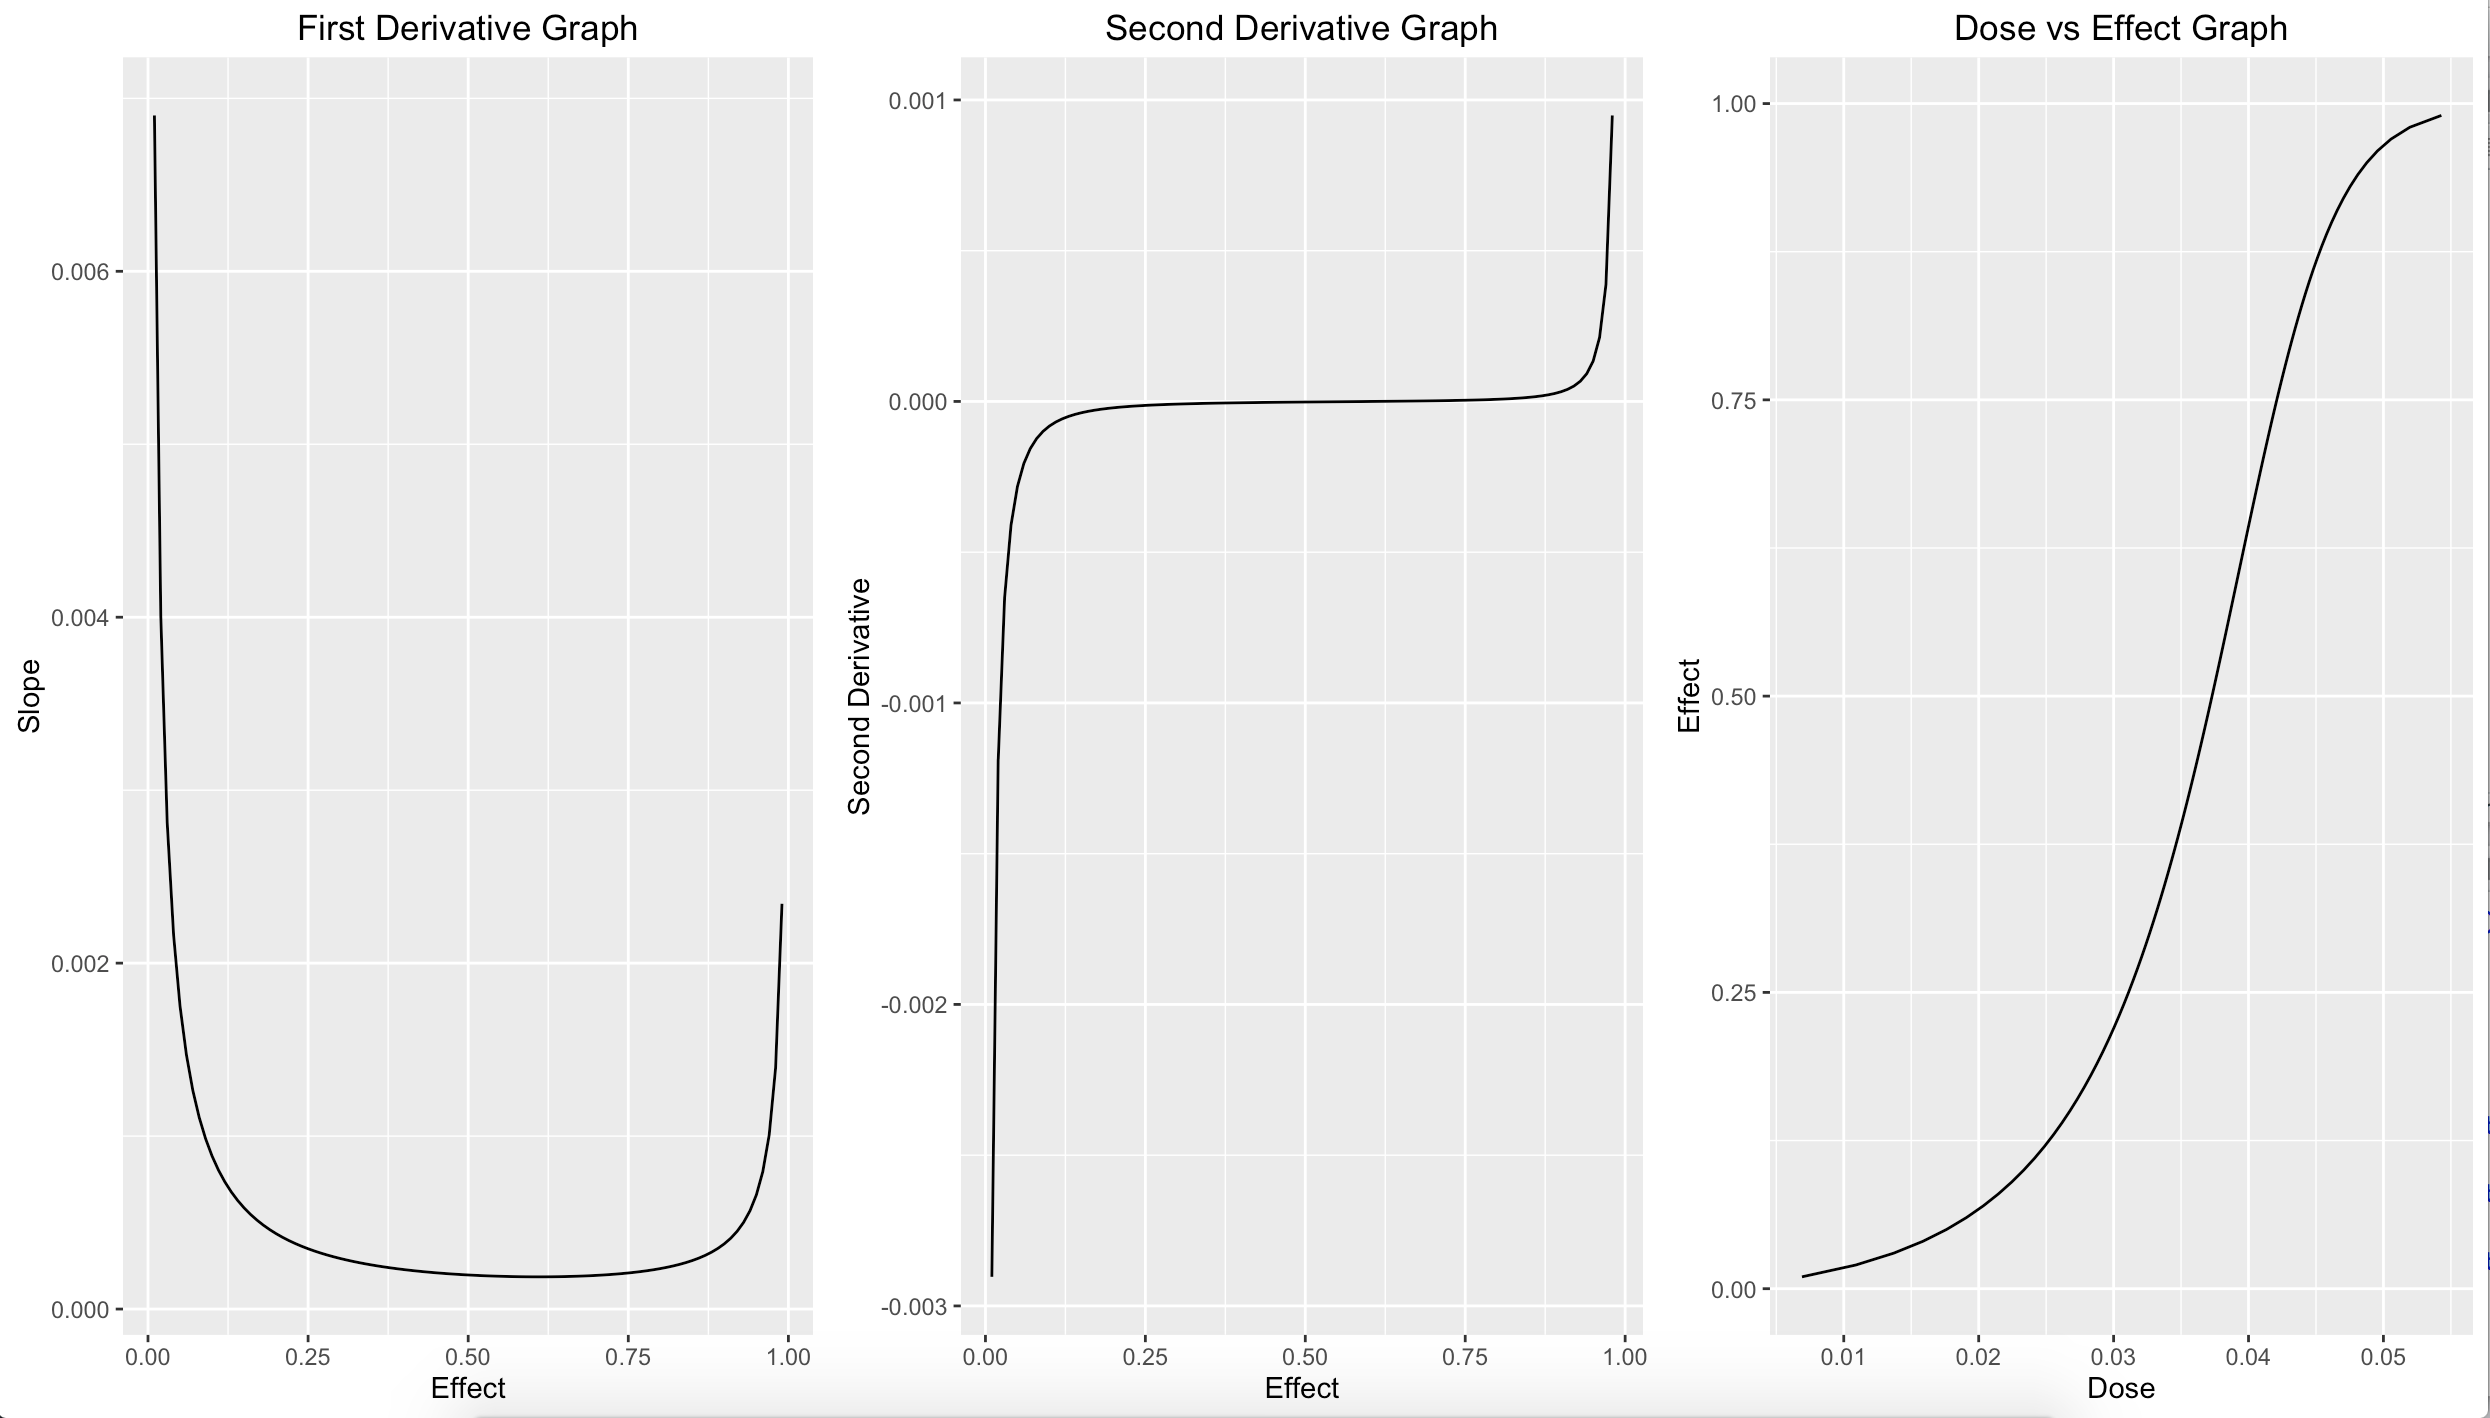 First Derivative Graph
Second Derivative Graph
Dose vs Effect Graph
Slope
0.006
0.004
0.002
0.000
0.00 0.25 0.50 0.75 1.00
Effect
Second Derivative
0.001
0.000
-0.001
-0.002
-0.003
0.00 0.25 0.50 0.75 1.00
Effect
Effect
1.00
0.75
0.50
0.25
0.00
0.01 0.02 0.03 0.04 0.05
Dose